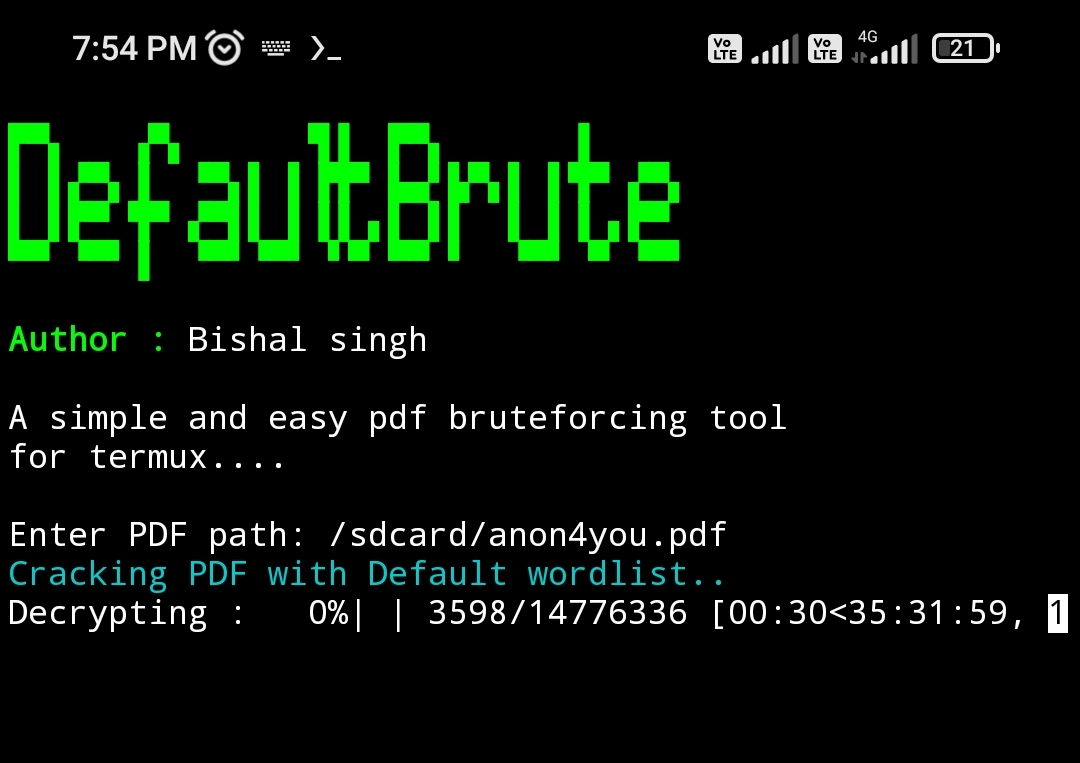 7:54 PM Vo LTE Vo LTE 4G 21
DefaultBrute
Author : Bishal singh
A simple and easy pdf bruteforcing tool
for termux....
Enter PDF path: /sdcard/anon4you.pdf
Cracking PDF with Default wordlist..
Decrypting :   0%| | 3598/14776336 [00:30<35:31:59, 1